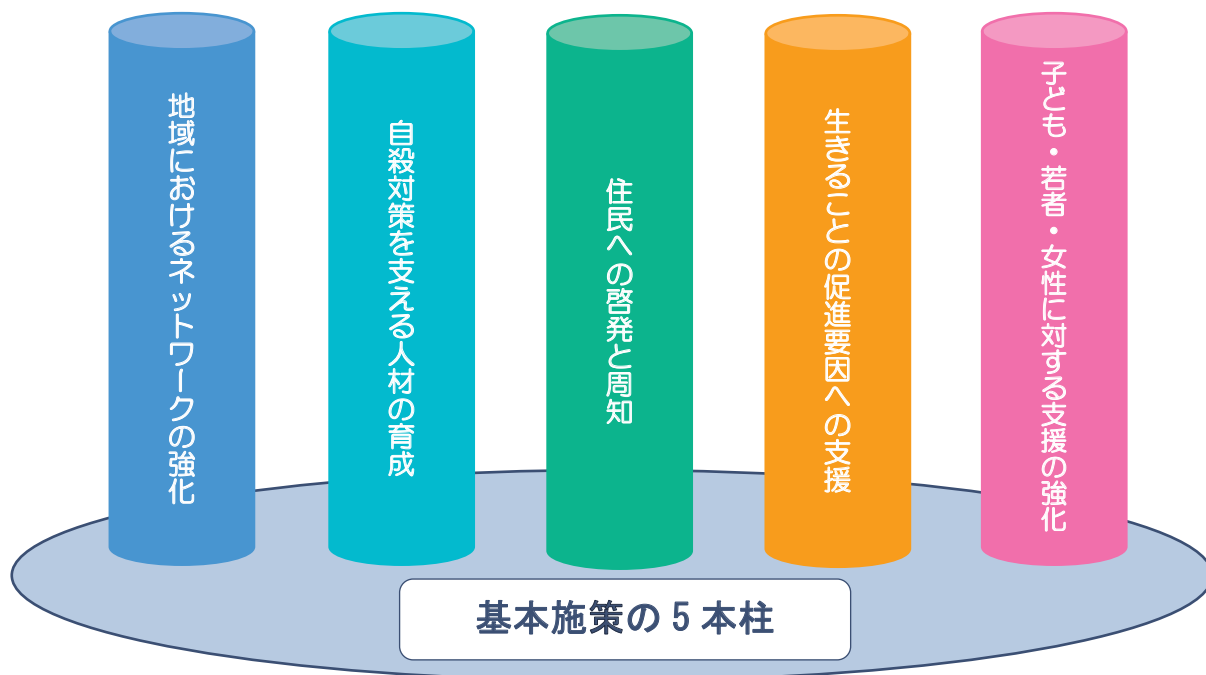 地域におけるネットワークの強化
自殺対策を支える人材の育成
住民への啓発と周知
生きることの促進要因への支援
子ども・若者・女性に対する支援の強化
基本施策の５本柱